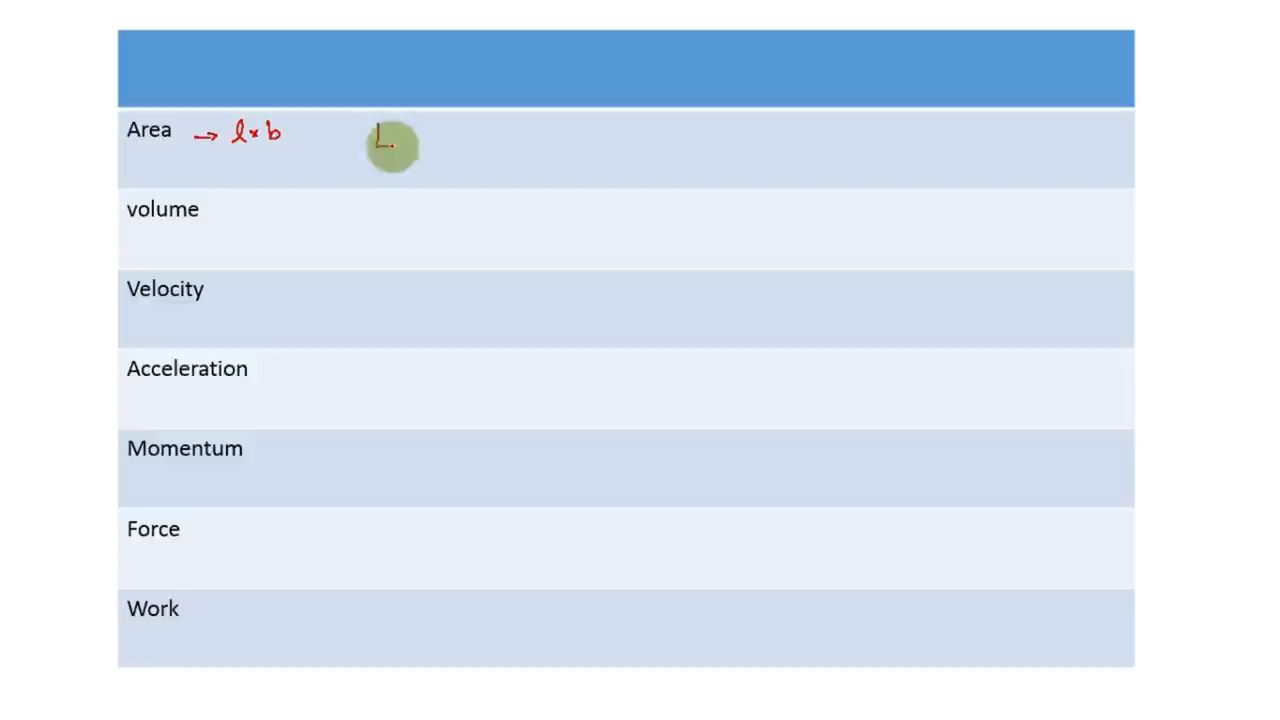 Area → l × b L.
volume
Velocity
Acceleration
Momentum
Force
Work